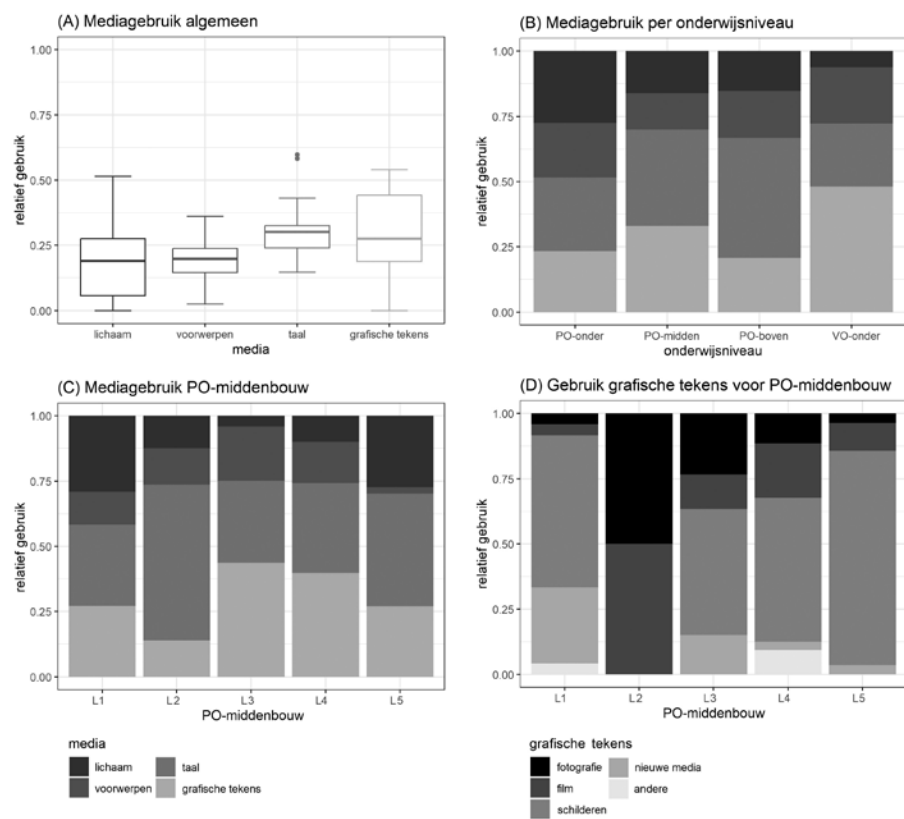 (A) Mediagebruik algemeen
1.00
0.75
0.50
0.25
0.00
relatief gebruik
lichaam voorwerpen taal grafische tekens
media
(B) Mediagebruik per onderwijsniveau
1.00
0.75
0.50
0.25
0.00
relatief gebruik
PO-onder PO-midden PO-boven VO-onder
onderwijsniveau
(C) Mediagebruik PO-middenbouw
1.00
0.75
0.50
0.25
0.00
relatief gebruik
L1 L2 L3 L4 L5
PO-middenbouw
media
lichaam taal
voorwerpen grafische tekens
(D) Gebruik grafische tekens voor PO-middenbouw
1.00
0.75
0.50
0.25
0.00
relatief gebruik
L1 L2 L3 L4 L5
PO-middenbouw
grafische tekens
fotografie nieuwe media
film andere
schilderen